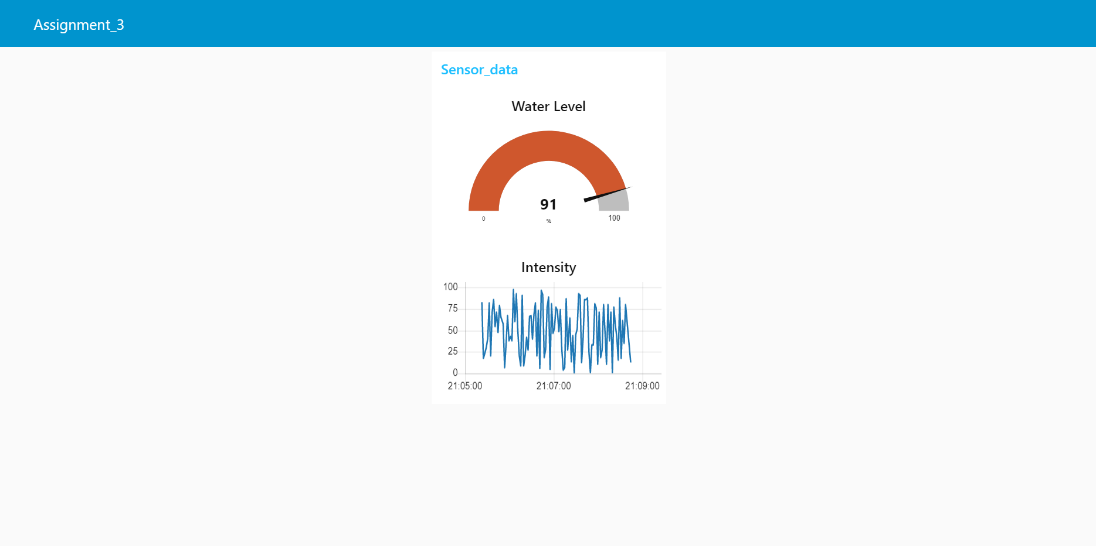 Assignment_3
Sensor_data
Water Level
91
0 % 100
Intensity
100
75
50
25
0
21:05:00 21:07:00 21:09:00